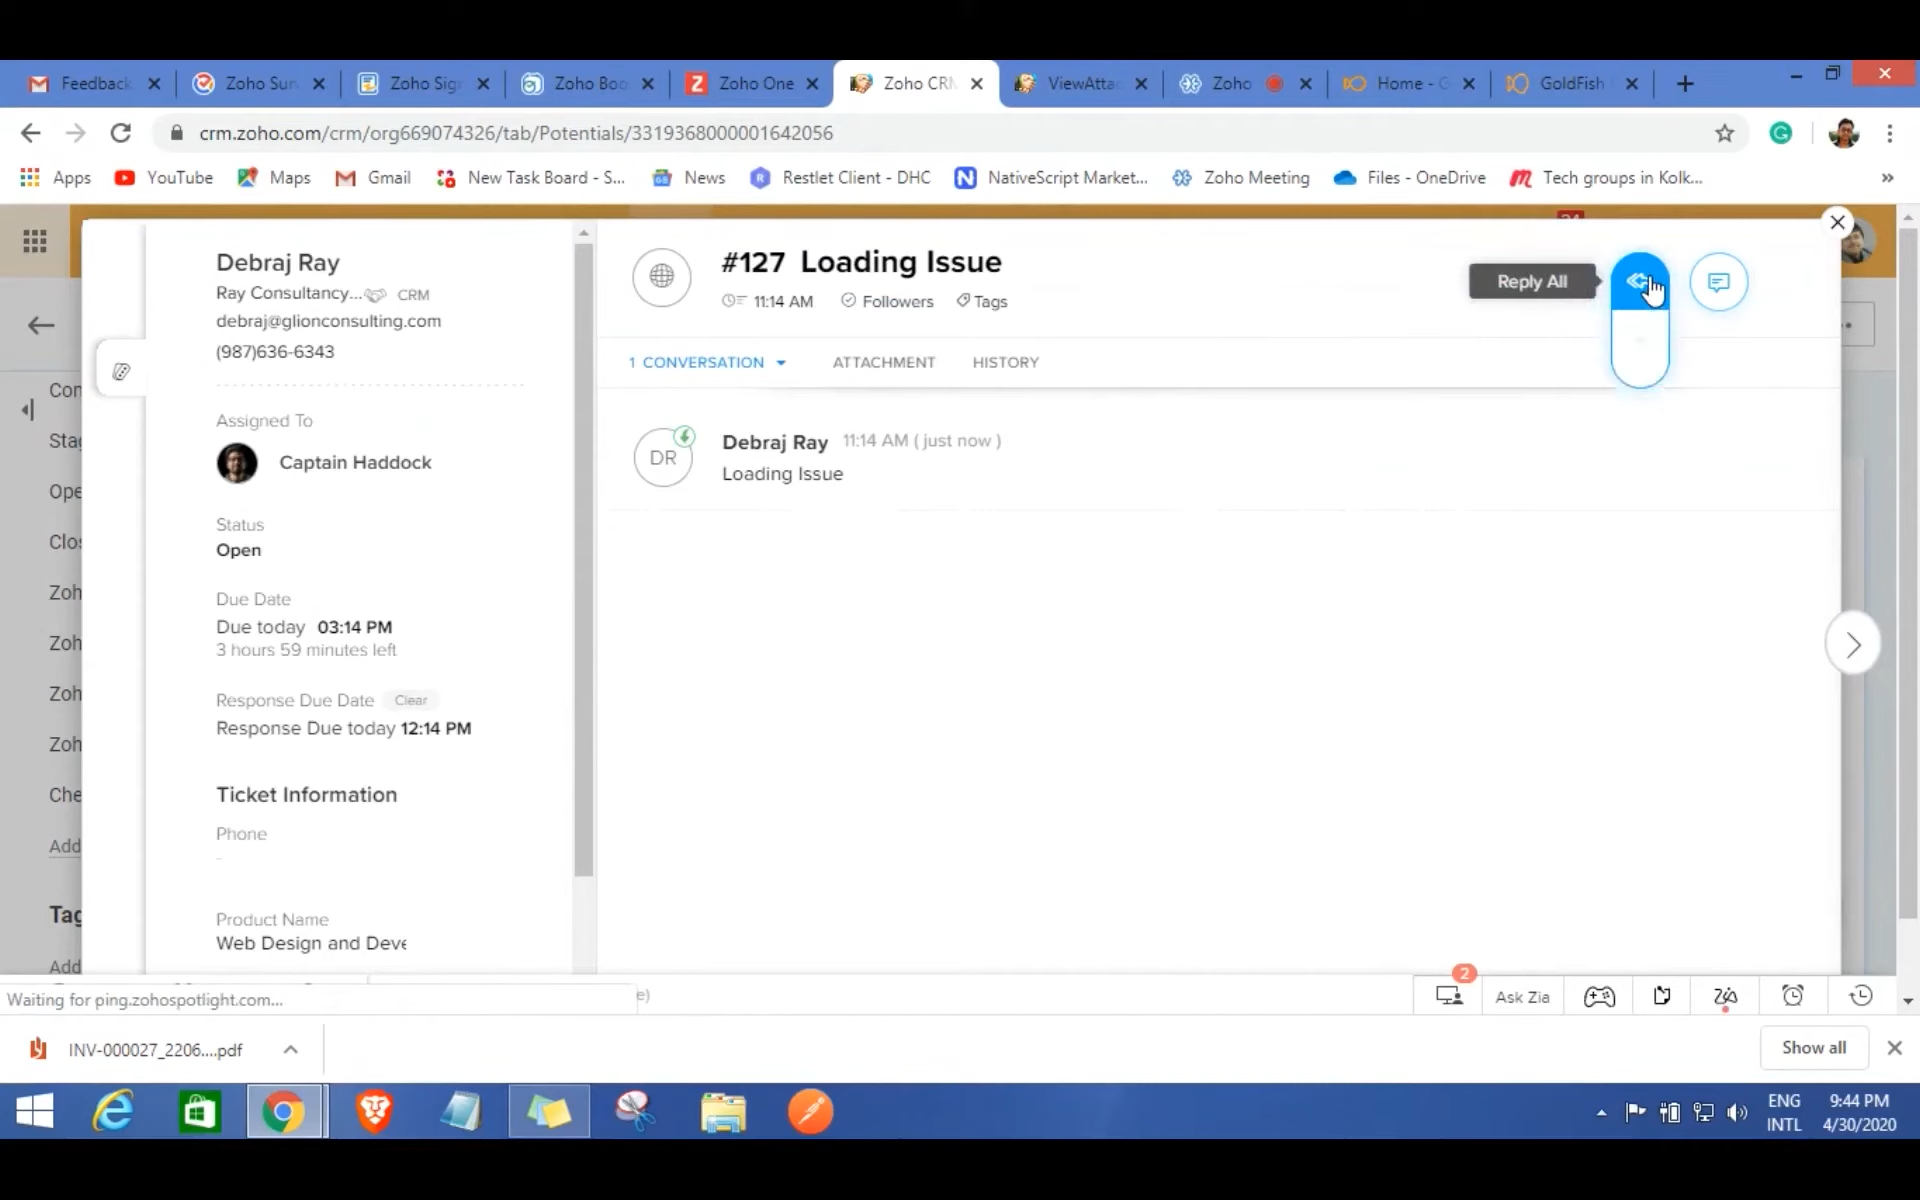 Feedback
Zoho Sur
Zoho Sig
Zoho Boo
Zoho One
Zoho CRM
ViewAttac
Zoho
Home - G
GoldFish
crm.zoho.com/crm/org669074326/tab/Potentials/3319368000001642056
Apps
YouTube
Maps
Gmail
New Task Board - S...
News
Restlet Client - DHC
NativeScript Market...
Zoho Meeting
Files - OneDrive
Tech groups in Kolk...
Debraj Ray
Ray Consultancy... CRM
debraj@glionconsulting.com
(987)636-6343
Assigned To
Captain Haddock
Status
Open
Due Date
Due today 03:14 PM
3 hours 59 minutes left
Response Due Date Clear
Response Due today 12:14 PM
Ticket Information
Phone
-
Product Name
Web Design and Deve
#127 Loading Issue
11:14 AM Followers Tags
Reply All
1 CONVERSATION ATTACHMENT HISTORY
DR
Debraj Ray 11:14 AM ( just now )
Loading Issue
Con
Stag
Ope
Clos
Zoh
Zoh
Zoh
Zoh
Che
Add
Tag
Add
Waiting for ping.zohospotlight.com...
e)
2
Ask Zia
INV-000027_2206....pdf
Show all
ENG
INTL
9:44 PM
4/30/2020